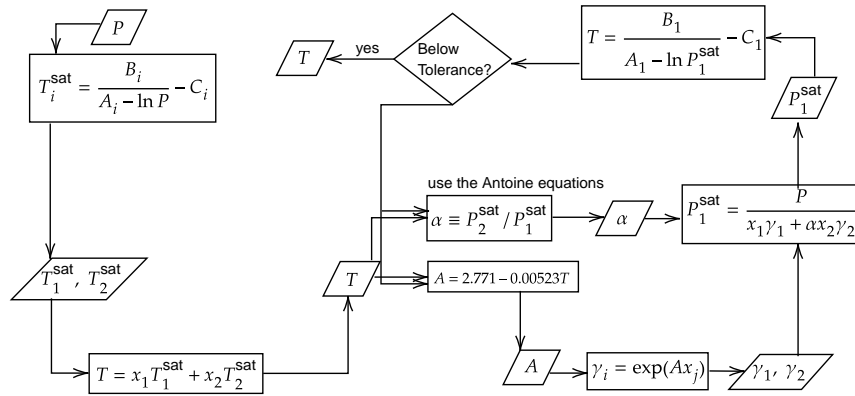 P
T_i^sat = B_i / (A_i − ln P) − C_i
T_1^sat , T_2^sat
T = x_1 T_1^sat + x_2 T_2^sat
T
use the Antoine equations
α ≡ P_2^sat / P_1^sat
α
A = 2.771 − 0.00523T
A
γ_i = exp(Ax_j)
γ_1, γ_2
P_1^sat = P / (x_1 γ_1 + αx_2 γ_2)
P_1^sat
T = B_1 / (A_1 − ln P_1^sat) − C_1
Below
Tolerance?
yes
T